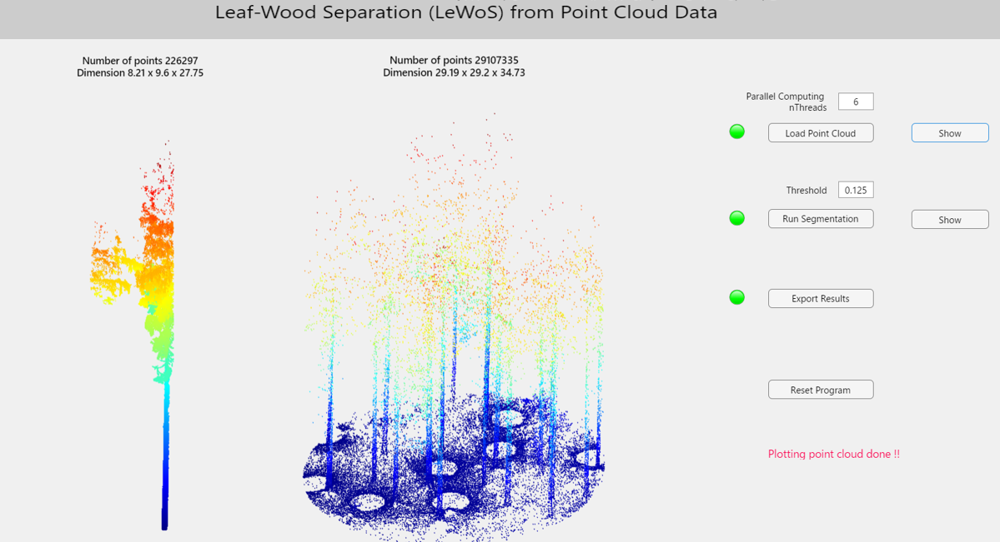 Leaf-Wood Separation (LeWoS) from Point Cloud Data
Number of points 226297
Dimension 8.21 x 9.6 x 27.75
Number of points 29107335
Dimension 29.19 x 29.2 x 34.73
Parallel Computing
nThreads
6
Load Point Cloud
Show
Threshold
0.125
Run Segmentation
Show
Export Results
Reset Program
Plotting point cloud done !!